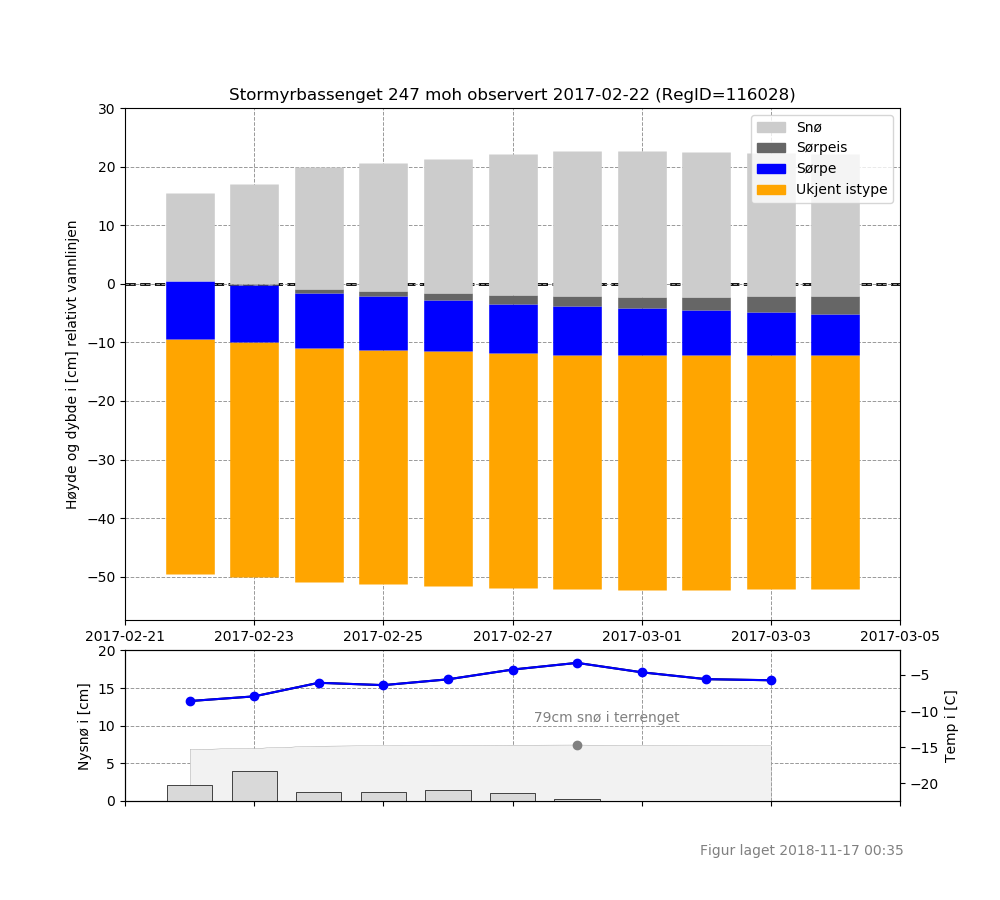 Stormyrbassenget 247 moh observert 2017-02-22 (RegID=116028)
Høyde og dybde i [cm] relativt vannlinjen
30
20
10
0
−10
−20
−30
−40
−50
Snø
Sørpeis
Sørpe
Ukjent istype
2017-02-21 2017-02-23 2017-02-25 2017-02-27 2017-03-01 2017-03-03 2017-03-05
Nysnø i [cm]
20
15
10
5
0
79cm snø i terrenget
−5
−10
−15
−20
Temp i [C]
Figur laget 2018-11-17 00:35